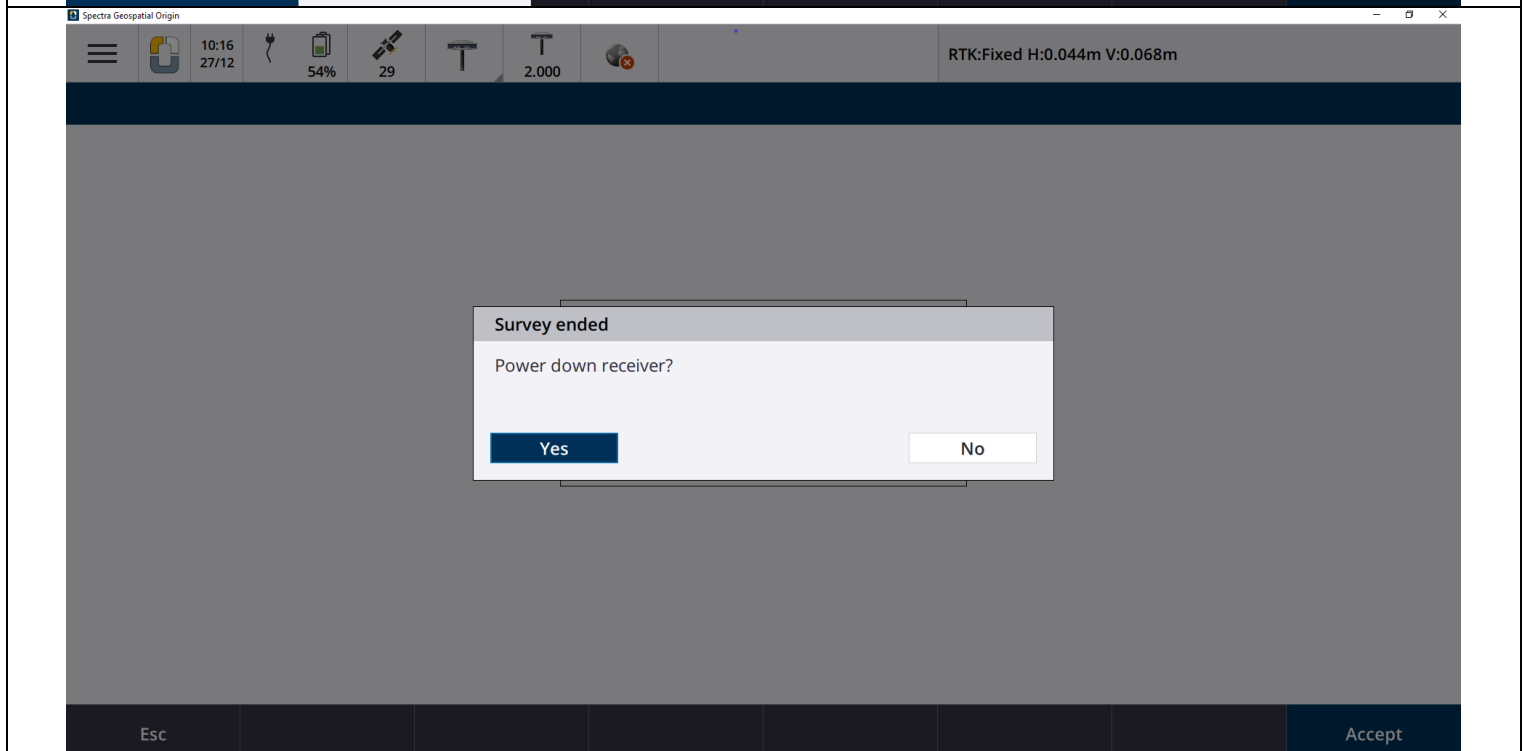 Spectra Geospatial Origin
10:16
27/12
54%
29
2.000
RTK:Fixed H:0.044m V:0.068m
Survey ended
Power down receiver?
Yes
No
Esc
Accept